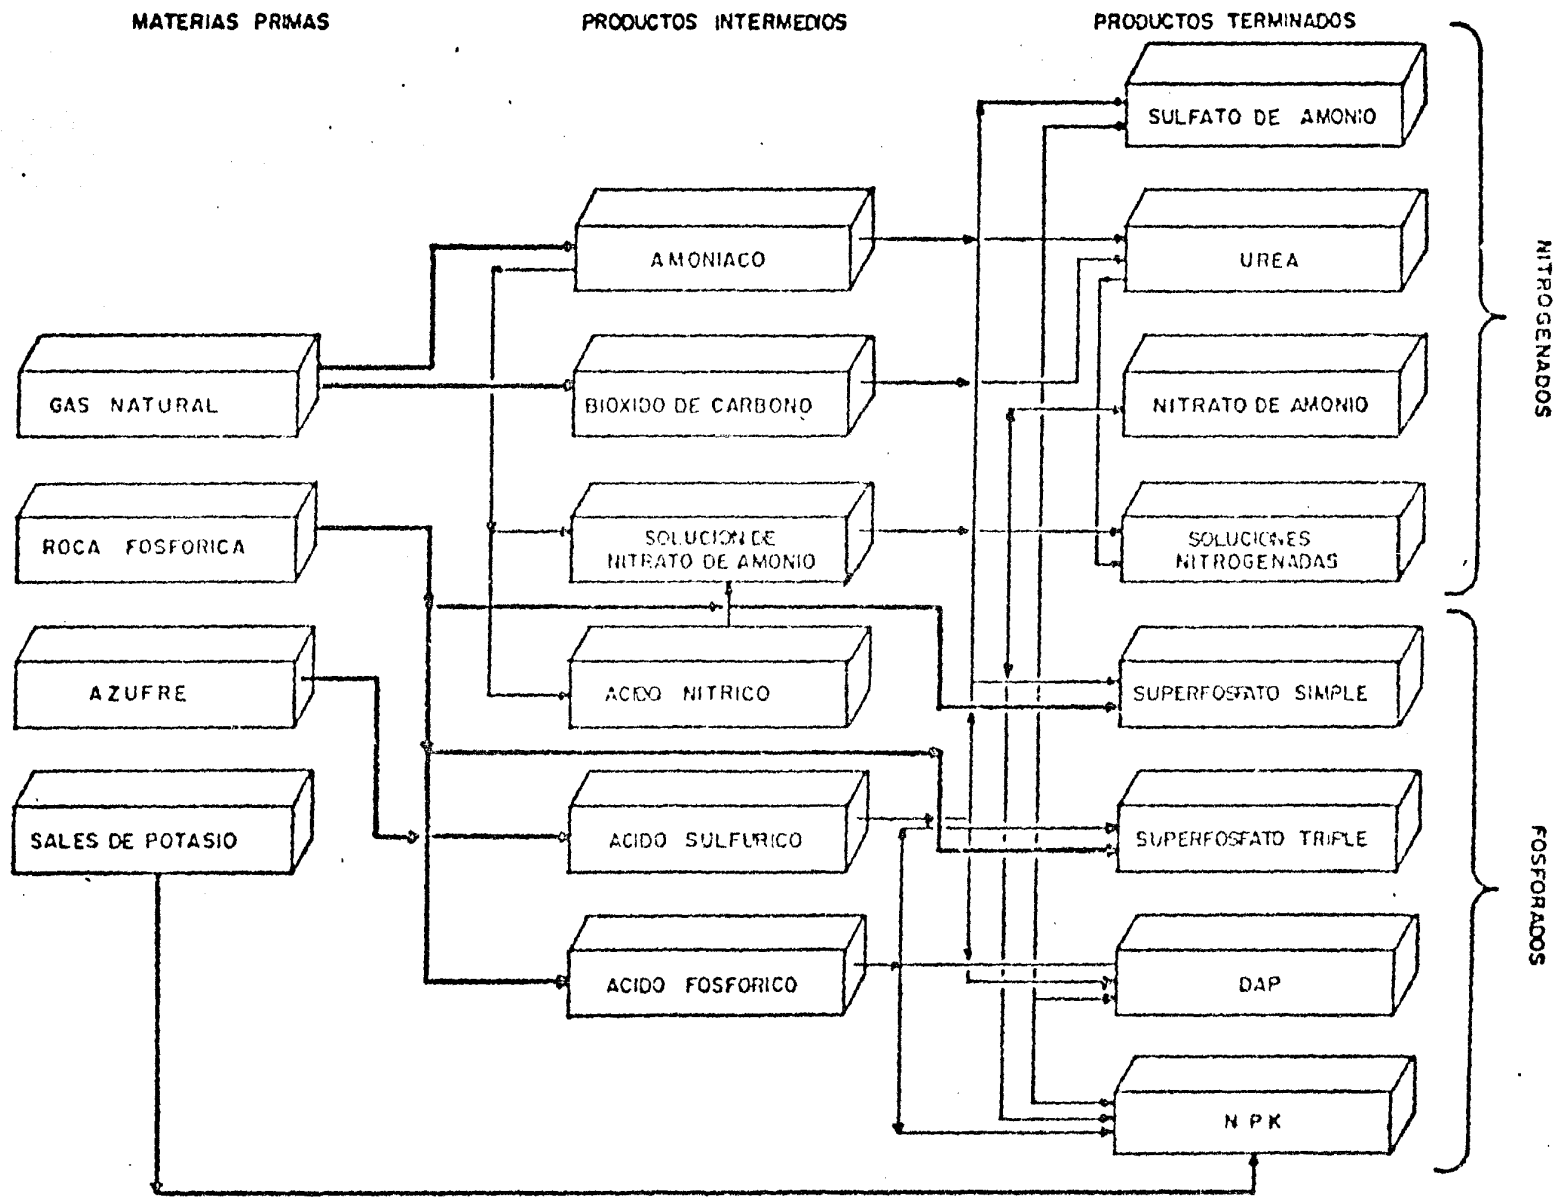 MATERIAS PRIMAS
PRODUCTOS INTERMEDIOS
PRODUCTOS TERMINADOS
SULFATO DE AMONIO
AMONIACO
UREA
GAS NATURAL
BIOXIDO DE CARBONO
NITRATO DE AMONIO
ROCA FOSFORICA
SOLUCION DE
NITRATO DE AMONIO
SOLUCIONES
NITROGENADAS
AZUFRE
ACIDO NITRICO
SUPERFOSFATO SIMPLE
SALES DE POTASIO
ACIDO SULFURICO
SUPERFOSFATO TRIPLE
ACIDO FOSFORICO
DAP
NPK
NITROGENADOS
FOSFORADOS